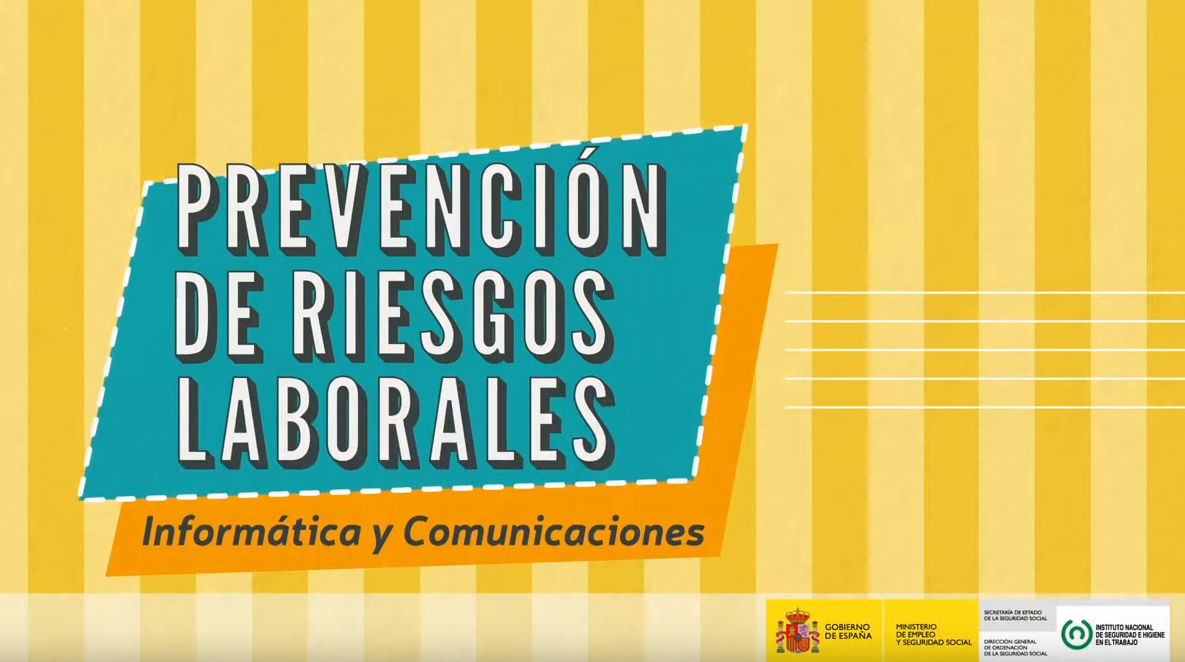 PREVENCIÓN
DE RIESGOS
LABORALES
Informática y Comunicaciones
GOBIERNO
DE ESPAÑA
MINISTERIO
DE EMPLEO
Y SEGURIDAD SOCIAL
SECRETARÍA DE ESTADO
DE LA SEGURIDAD SOCIAL
DIRECCIÓN GENERAL
DE ORDENACIÓN
DE LA SEGURIDAD SOCIAL
INSTITUTO NACIONAL
DE SEGURIDAD E HIGIENE
EN EL TRABAJO